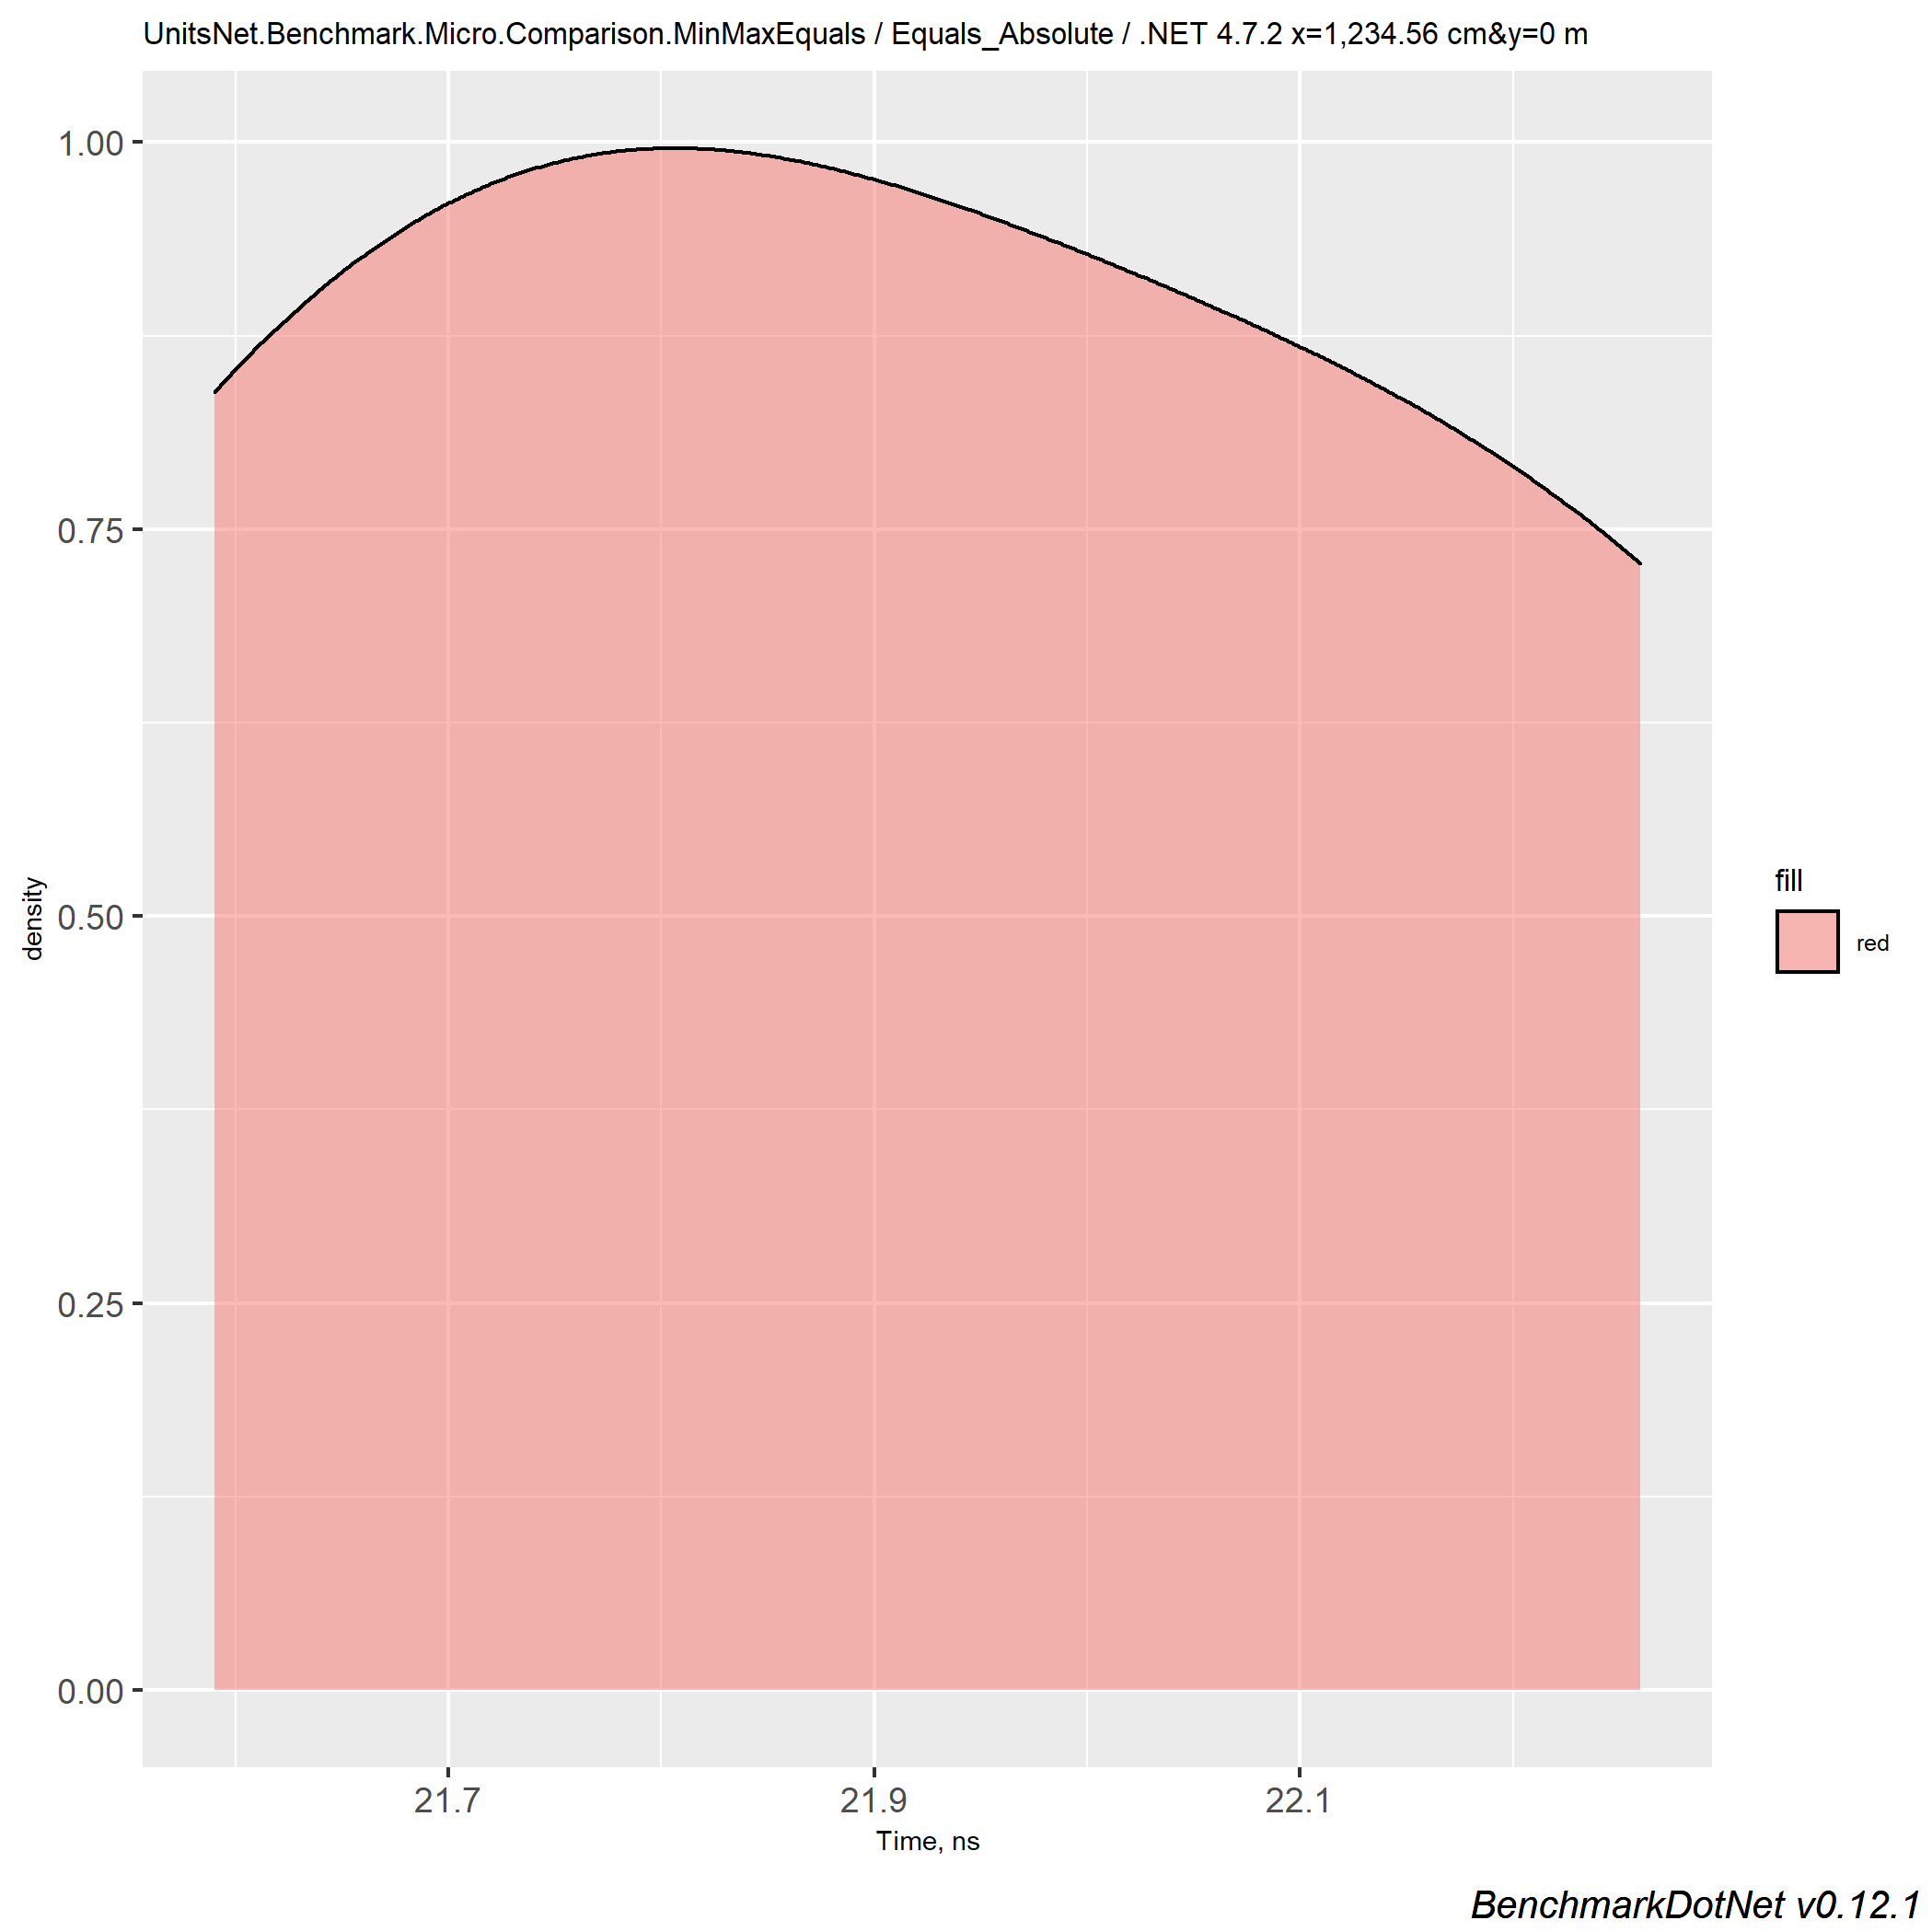 UnitsNet.Benchmark.Micro.Comparison.MinMaxEquals / Equals_Absolute / .NET 4.7.2 x=1,234.56 cm&y=0 m
1.00
0.75
0.50
0.25
0.00
density
21.7
21.9
22.1
Time, ns
fill
red
BenchmarkDotNet v0.12.1